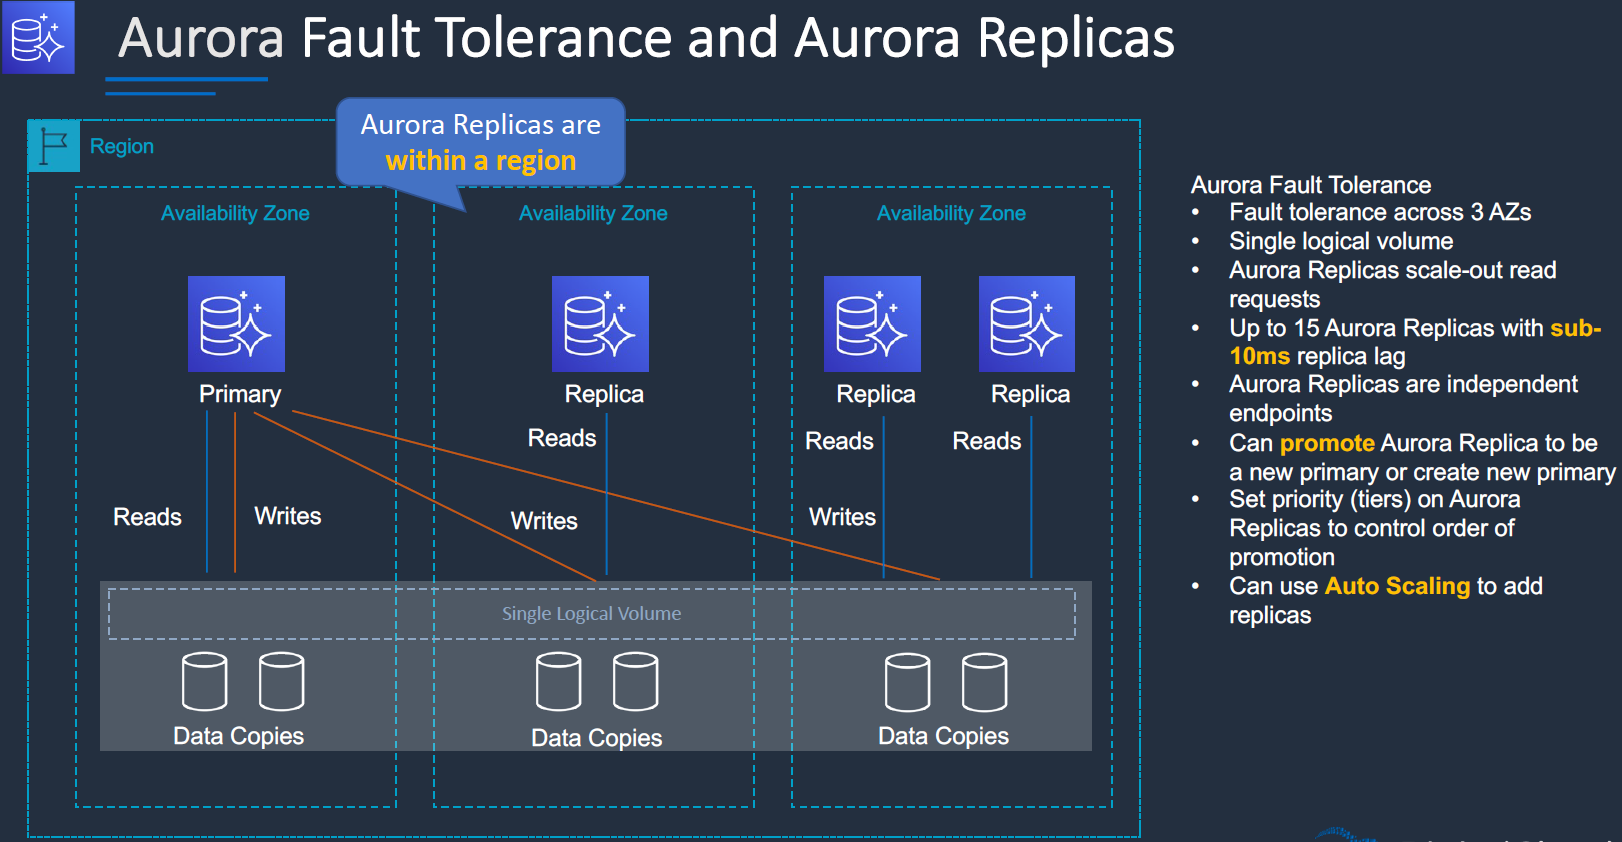 Aurora Fault Tolerance and Aurora Replicas
Aurora Replicas are
within a region
Region
Availability Zone
Availability Zone
Availability Zone
Primary
Replica
Replica
Replica
Reads
Reads
Reads
Reads
Writes
Writes
Writes
Single Logical Volume
Data Copies
Data Copies
Data Copies
Aurora Fault Tolerance
• Fault tolerance across 3 AZs
• Single logical volume
• Aurora Replicas scale-out read
requests
• Up to 15 Aurora Replicas with sub-
10ms replica lag
• Aurora Replicas are independent
endpoints
• Can promote Aurora Replica to be
a new primary or create new primary
• Set priority (tiers) on Aurora
Replicas to control order of
promotion
• Can use Auto Scaling to add
replicas